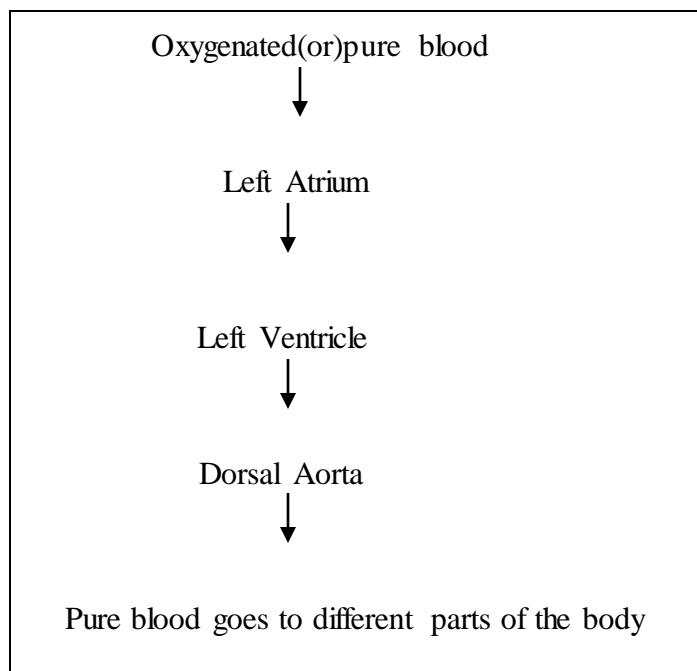 Oxygenated(or)pure blood
Left Atrium
Left Ventricle
Dorsal Aorta
Pure blood goes to different parts of the body